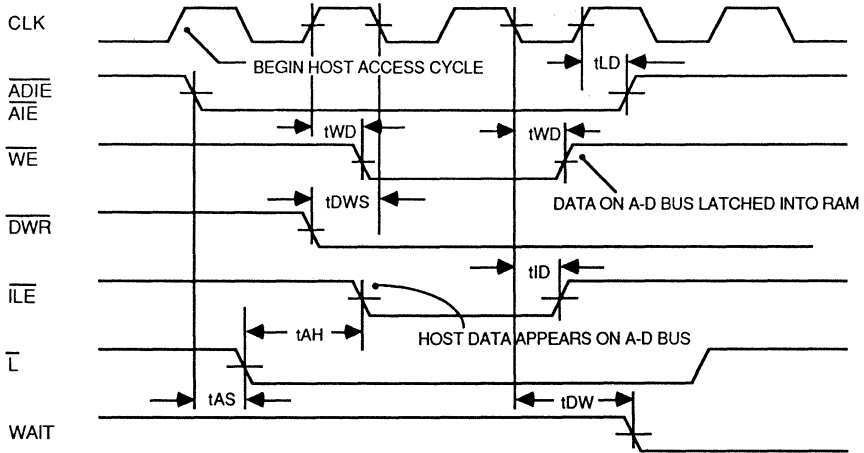 CLK
BEGIN HOST ACCESS CYCLE
tLD
ADIE
AIE
tWD
tWD
WE
tDWS
DATA ON A-D BUS LATCHED INTO RAM
DWR
tID
ILE
tAH
HOST DATA APPEARS ON A-D BUS
L
tAS
tDW
WAIT